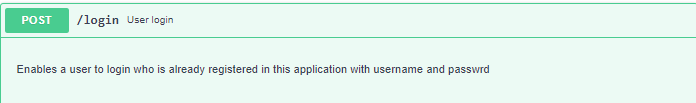 POST /login User login
Enables a user to login who is already registered in this application with username and passwrd